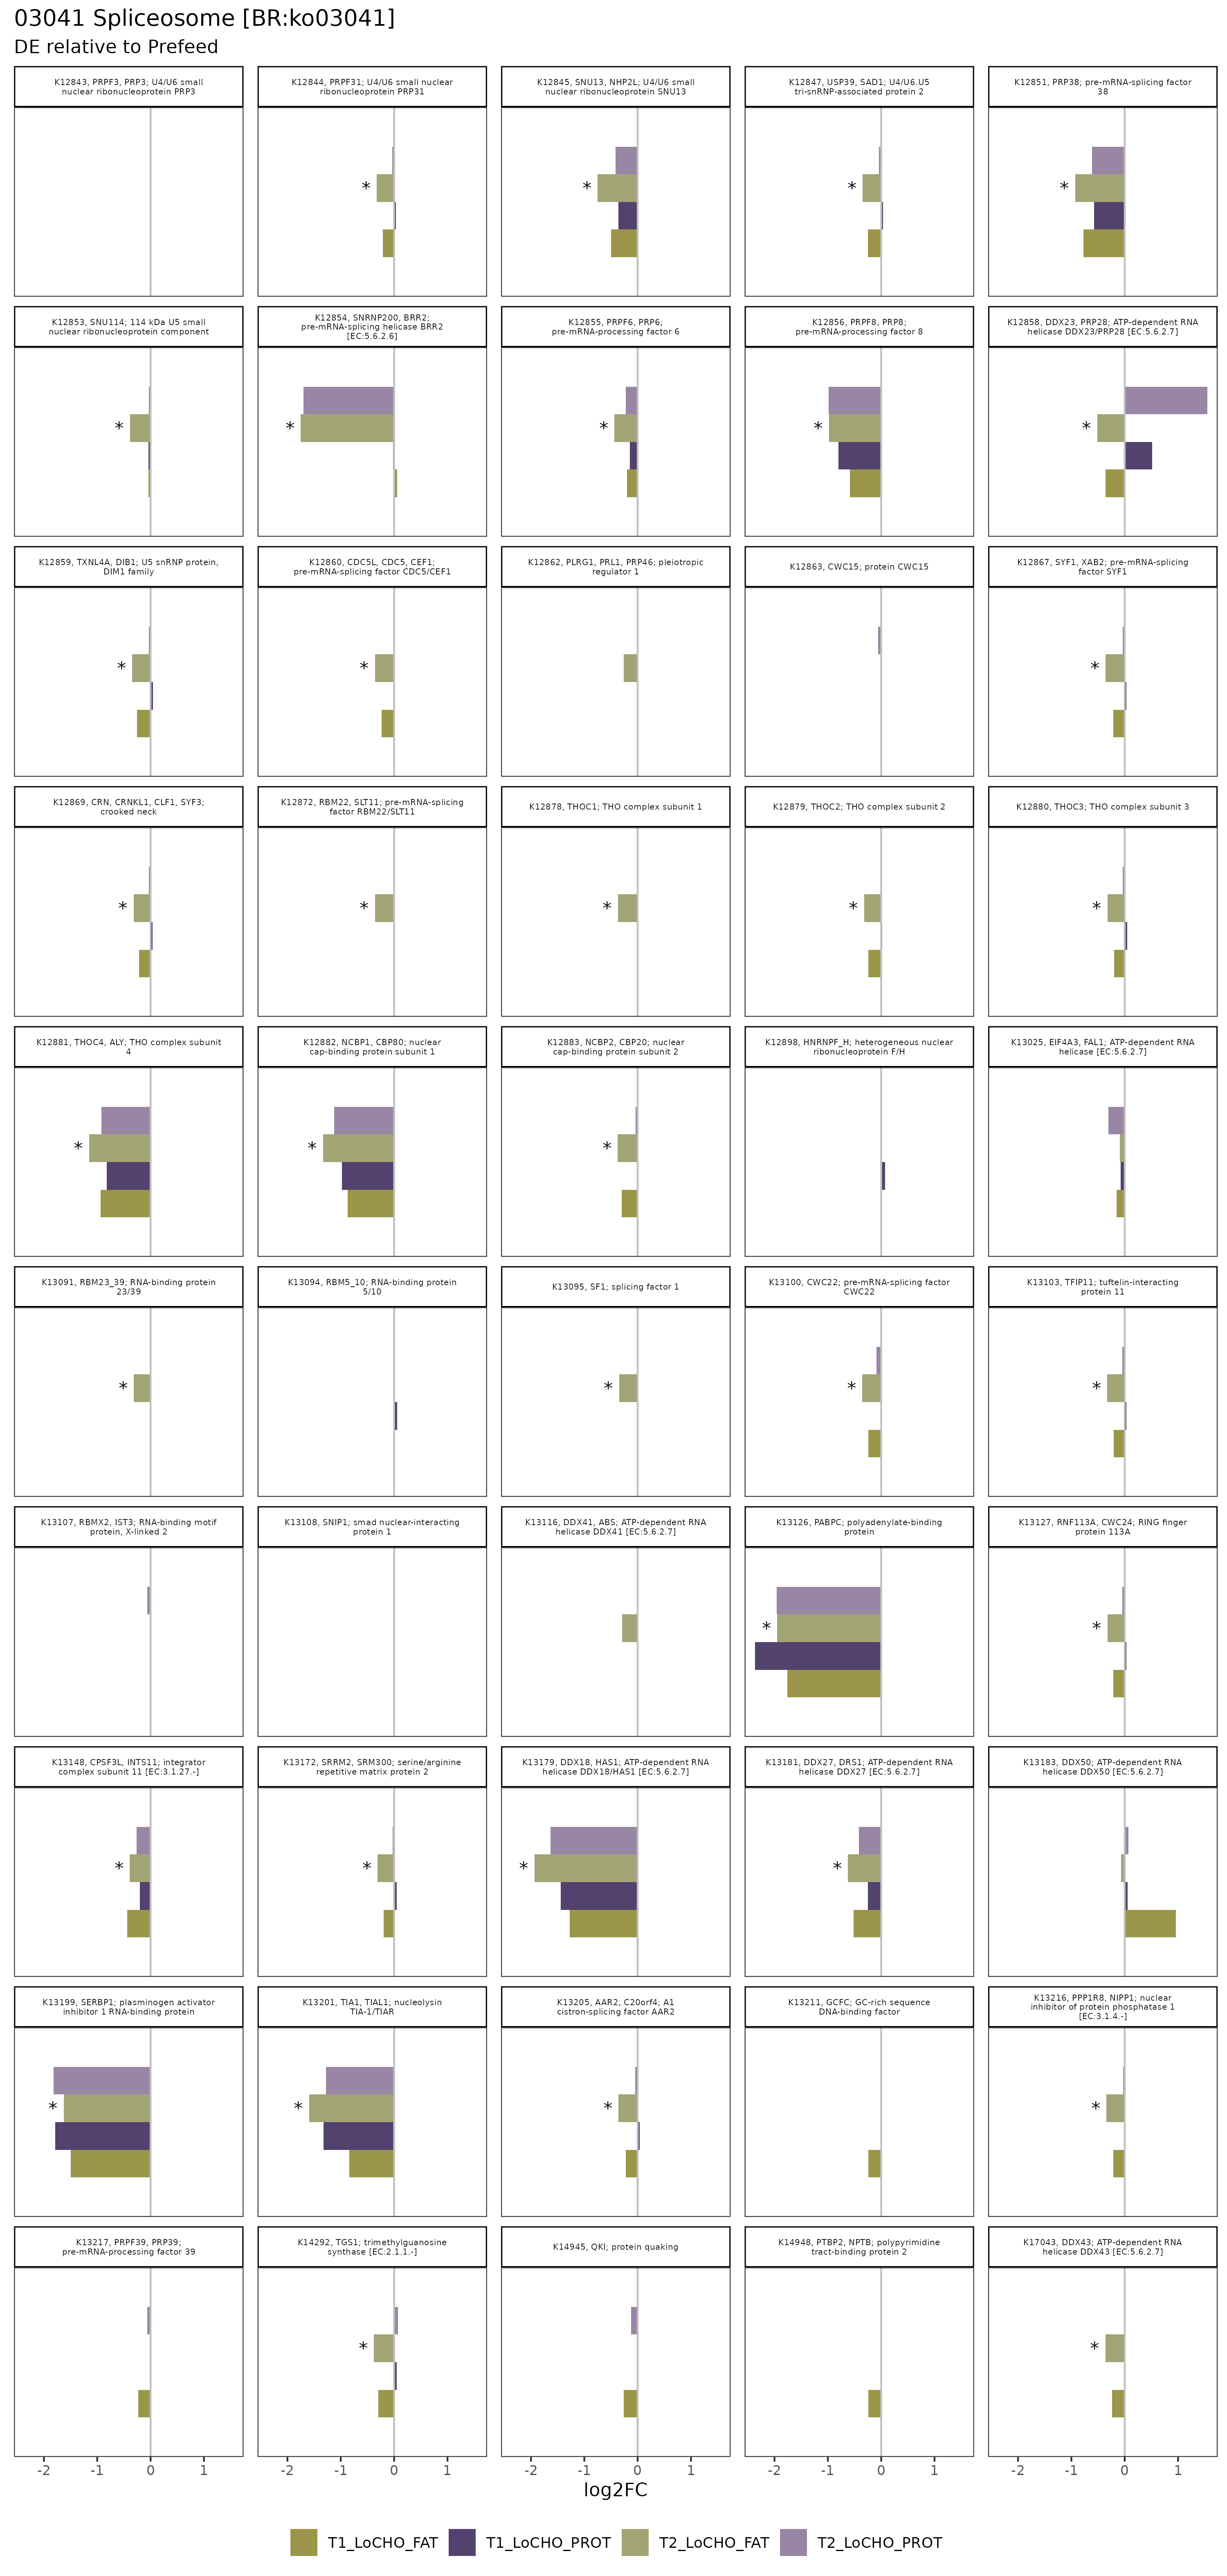 03041 Spliceosome [BR:ko03041]
DE relative to Prefeed
K12843, PRPF3, PRP3; U4/U6 small
nuclear ribonucleoprotein PRP3
K12844, PRPF31; U4/U6 small nuclear
ribonucleoprotein PRP31
K12845, SNU13, NHP2L; U4/U6 small
nuclear ribonucleoprotein SNU13
K12847, USP39, SAD1; U4/U6.U5
tri-snRNP-associated protein 2
K12851, PRP38; pre-mRNA-splicing factor
38
*
*
*
*
K12853, SNU114; 114 kDa U5 small
nuclear ribonucleoprotein component
K12854, SNRNP200, BRR2;
pre-mRNA-splicing helicase BRR2
[EC:5.6.2.6]
K12855, PRPF6, PRP6;
pre-mRNA-processing factor 6
K12856, PRPF8, PRP8;
pre-mRNA-processing factor 8
K12858, DDX23, PRP28; ATP-dependent RNA
helicase DDX23/PRP28 [EC:5.6.2.7]
*
*
*
*
*
K12859, TXNL4A, DIB1; U5 snRNP protein,
DIM1 family
K12860, CDC5L, CDC5, CEF1;
pre-mRNA-splicing factor CDC5/CEF1
K12862, PLRG1, PRL1, PRP46; pleiotropic
regulator 1
K12863, CWC15; protein CWC15
K12867, SYF1, XAB2; pre-mRNA-splicing
factor SYF1
*
*
*
K12869, CRN, CRNKL1, CLF1, SYF3;
crooked neck
K12872, RBM22, SLT11; pre-mRNA-splicing
factor RBM22/SLT11
K12878, THOC1; THO complex subunit 1
K12879, THOC2; THO complex subunit 2
K12880, THOC3; THO complex subunit 3
*
*
*
*
*
K12881, THOC4, ALY; THO complex subunit
4
K12882, NCBP1, CBP80; nuclear
cap-binding protein subunit 1
K12883, NCBP2, CBP20; nuclear
cap-binding protein subunit 2
K12898, HNRNPF_H; heterogeneous nuclear
ribonucleoprotein F/H
K13025, EIF4A3, FAL1; ATP-dependent RNA
helicase [EC:5.6.2.7]
*
*
*
K13091, RBM23_39; RNA-binding protein
23/39
K13094, RBM5_10; RNA-binding protein
5/10
K13095, SF1; splicing factor 1
K13100, CWC22; pre-mRNA-splicing factor
CWC22
K13103, TFIP11; tuftelin-interacting
protein 11
*
*
*
*
K13107, RBMX2, IST3; RNA-binding motif
protein, X-linked 2
K13108, SNIP1; smad nuclear-interacting
protein 1
K13116, DDX41, ABS; ATP-dependent RNA
helicase DDX41 [EC:5.6.2.7]
K13126, PABPC; polyadenylate-binding
protein
K13127, RNF113A, CWC24; RING finger
protein 113A
*
*
K13148, CPSF3L, INTS11; integrator
complex subunit 11 [EC:3.1.27.-]
K13172, SRRM2, SRM300; serine/arginine
repetitive matrix protein 2
K13179, DDX18, HAS1; ATP-dependent RNA
helicase DDX18/HAS1 [EC:5.6.2.7]
K13181, DDX27, DRS1; ATP-dependent RNA
helicase DDX27 [EC:5.6.2.7]
K13183, DDX50; ATP-dependent RNA
helicase DDX50 [EC:5.6.2.7]
*
*
*
*
K13199, SERBP1; plasminogen activator
inhibitor 1 RNA-binding protein
K13201, TIA1, TIAL1; nucleolysin
TIA-1/TIAR
K13205, AAR2, C20orf4; A1
cistron-splicing factor AAR2
K13211, GCFC; GC-rich sequence
DNA-binding factor
K13216, PPP1R8, NIPP1; nuclear
inhibitor of protein phosphatase 1
[EC:3.1.4.-]
*
*
*
*
K13217, PRPF39, PRP39;
pre-mRNA-processing factor 39
K14292, TGS1; trimethylguanosine
synthase [EC:2.1.1.-]
K14945, QKI; protein quaking
K14948, PTBP2, NPTB; polypyrimidine
tract-binding protein 2
K17043, DDX43; ATP-dependent RNA
helicase DDX43 [EC:5.6.2.7]
*
*
-2 -1 0 1
-2 -1 0 1
-2 -1 0 1
-2 -1 0 1
-2 -1 0 1
log2FC
T1_LoCHO_FAT T1_LoCHO_PROT T2_LoCHO_FAT T2_LoCHO_PROT